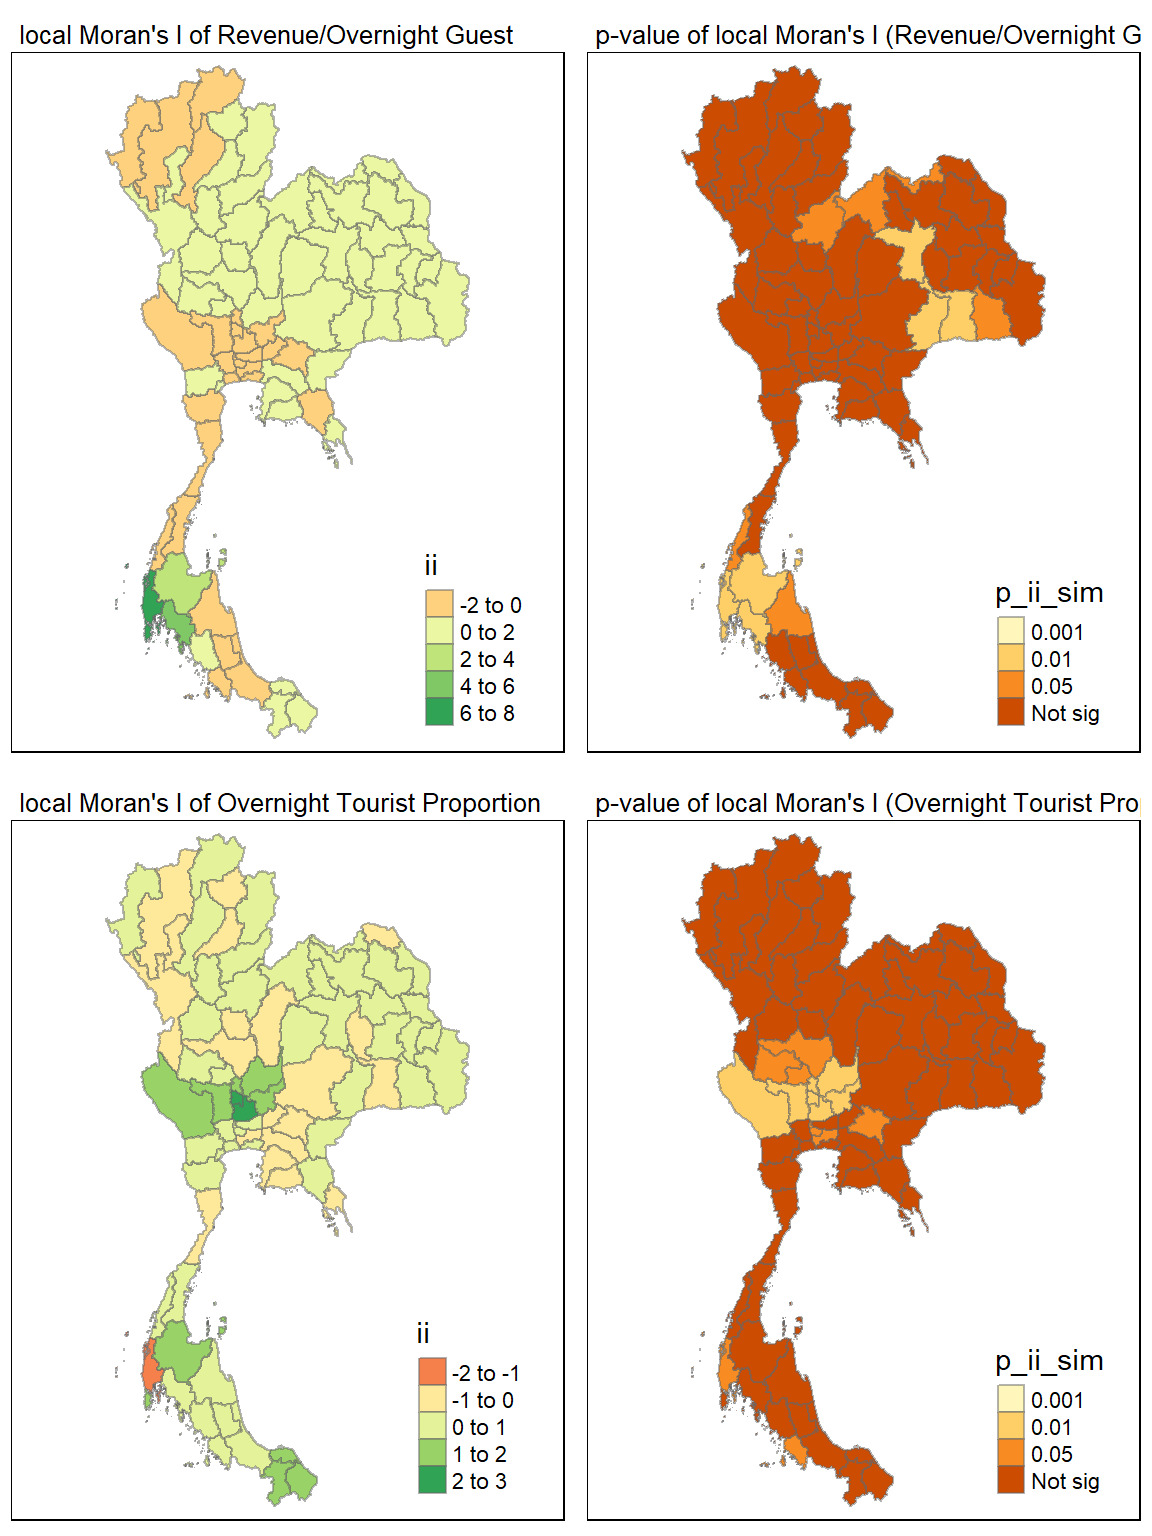 local Moran's I of Revenue/Overnight Guest
p-value of local Moran's I (Revenue/Overnight G
ii
-2 to 0
0 to 2
2 to 4
4 to 6
6 to 8
p_ii_sim
0.001
0.01
0.05
Not sig
local Moran's I of Overnight Tourist Proportion
p-value of local Moran's I (Overnight Tourist Pro
ii
-2 to -1
-1 to 0
0 to 1
1 to 2
2 to 3
p_ii_sim
0.001
0.01
0.05
Not sig